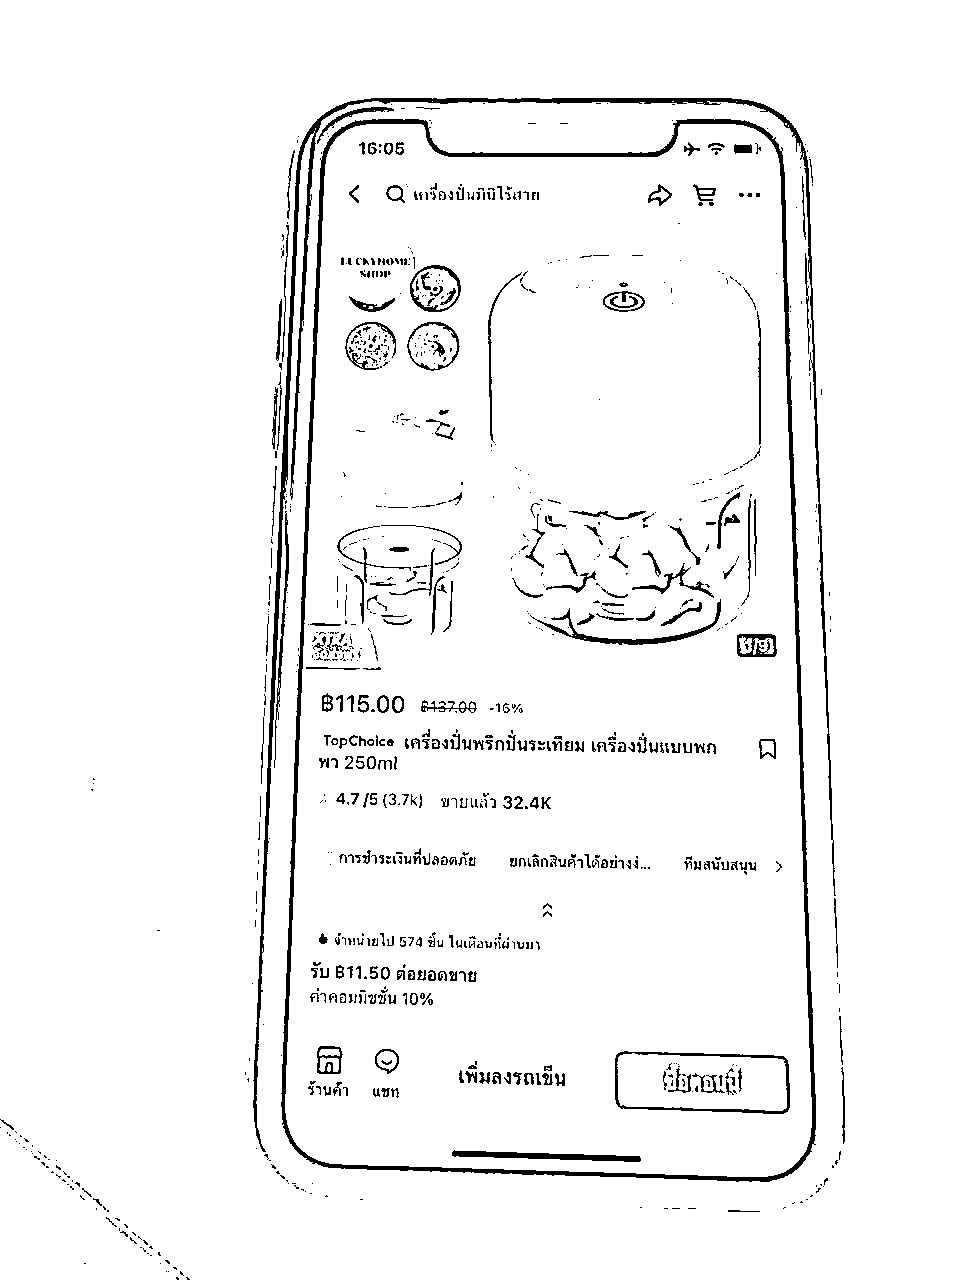 16:05
เครื่องปั่นมินิไร้สาย
LUCKYHOME
SHOP
XTRA
1/9
฿115.00 ฿137.00 -16%
TopChoice เครื่องปั่นพริกปั่นระเทียม เครื่องปั่นแบบพก
พา 250ml
4.7 /5 (3.7k) ขายแล้ว 32.4K
การชำระเงินที่ปลอดภัย ยกเลิกสินค้าได้อย่างง่... ทีมสนับสนุน
จำหน่ายไป 574 ชิ้น ในเดือนที่ผ่านมา
รับ ฿11.50 ต่อยอดขาย
ค่าคอมมิชชั่น 10%
ร้านค้า แชท เพิ่มลงรถเข็น ซื้อตอนนี้